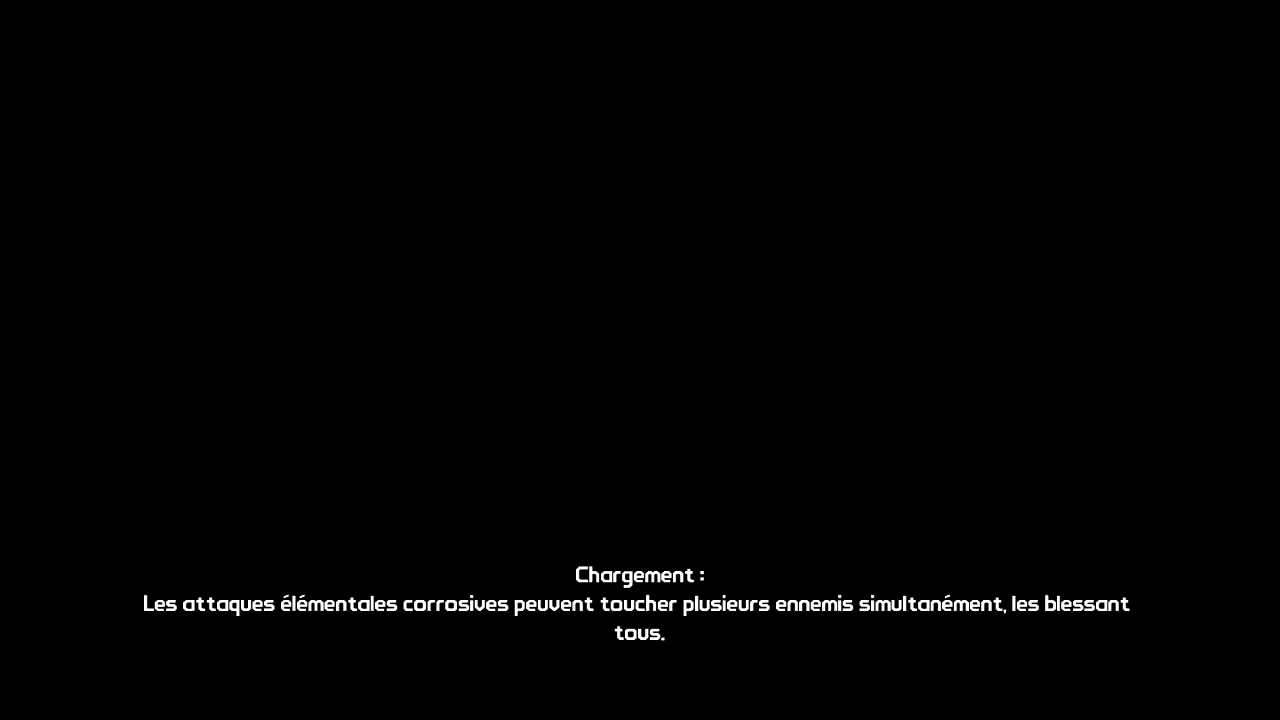 Chargement :
Les attaques élémentales corrosives peuvent toucher plusieurs ennemis simultanément, les blessant
tous.